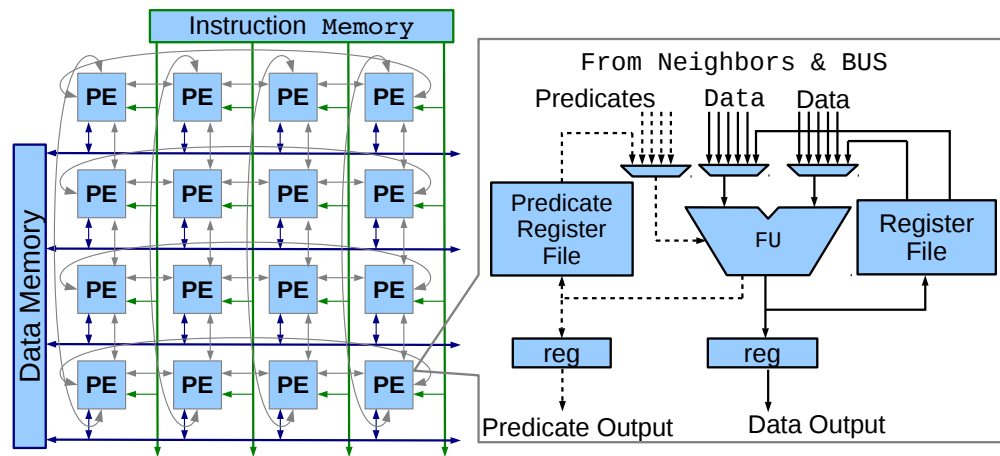 Instruction Memory
Data Memory
PE PE PE PE
PE PE PE PE
PE PE PE PE
PE PE PE PE
From Neighbors & BUS
Predicates Data Data
Predicate
Register
File
FU
Register
File
reg reg
Predicate Output Data Output